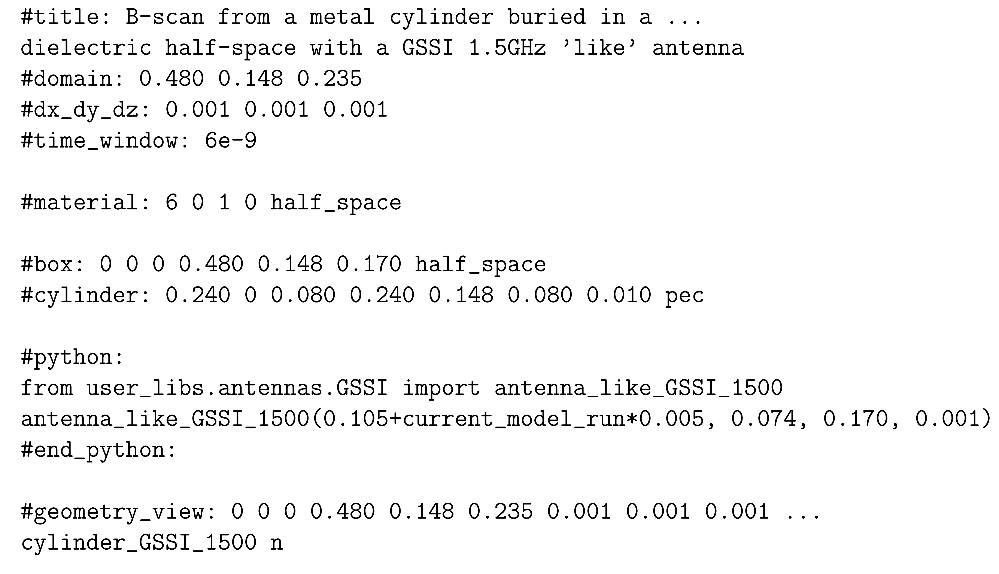 #title: B-scan from a metal cylinder buried in a ...
dielectric half-space with a GSSI 1.5GHz ’like’ antenna
#domain: 0.480 0.148 0.235
#dx_dy_dz: 0.001 0.001 0.001
#time_window: 6e-9
#material: 6 0 1 0 half_space
#box: 0 0 0 0.480 0.148 0.170 half_space
#cylinder: 0.240 0 0.080 0.240 0.148 0.080 0.010 pec
#python:
from user_libs.antennas.GSSI import antenna_like_GSSI_1500
antenna_like_GSSI_1500(0.105+current_model_run*0.005, 0.074, 0.170, 0.001)
#end_python:
#geometry_view: 0 0 0 0.480 0.148 0.235 0.001 0.001 0.001 ...
cylinder_GSSI_1500 n